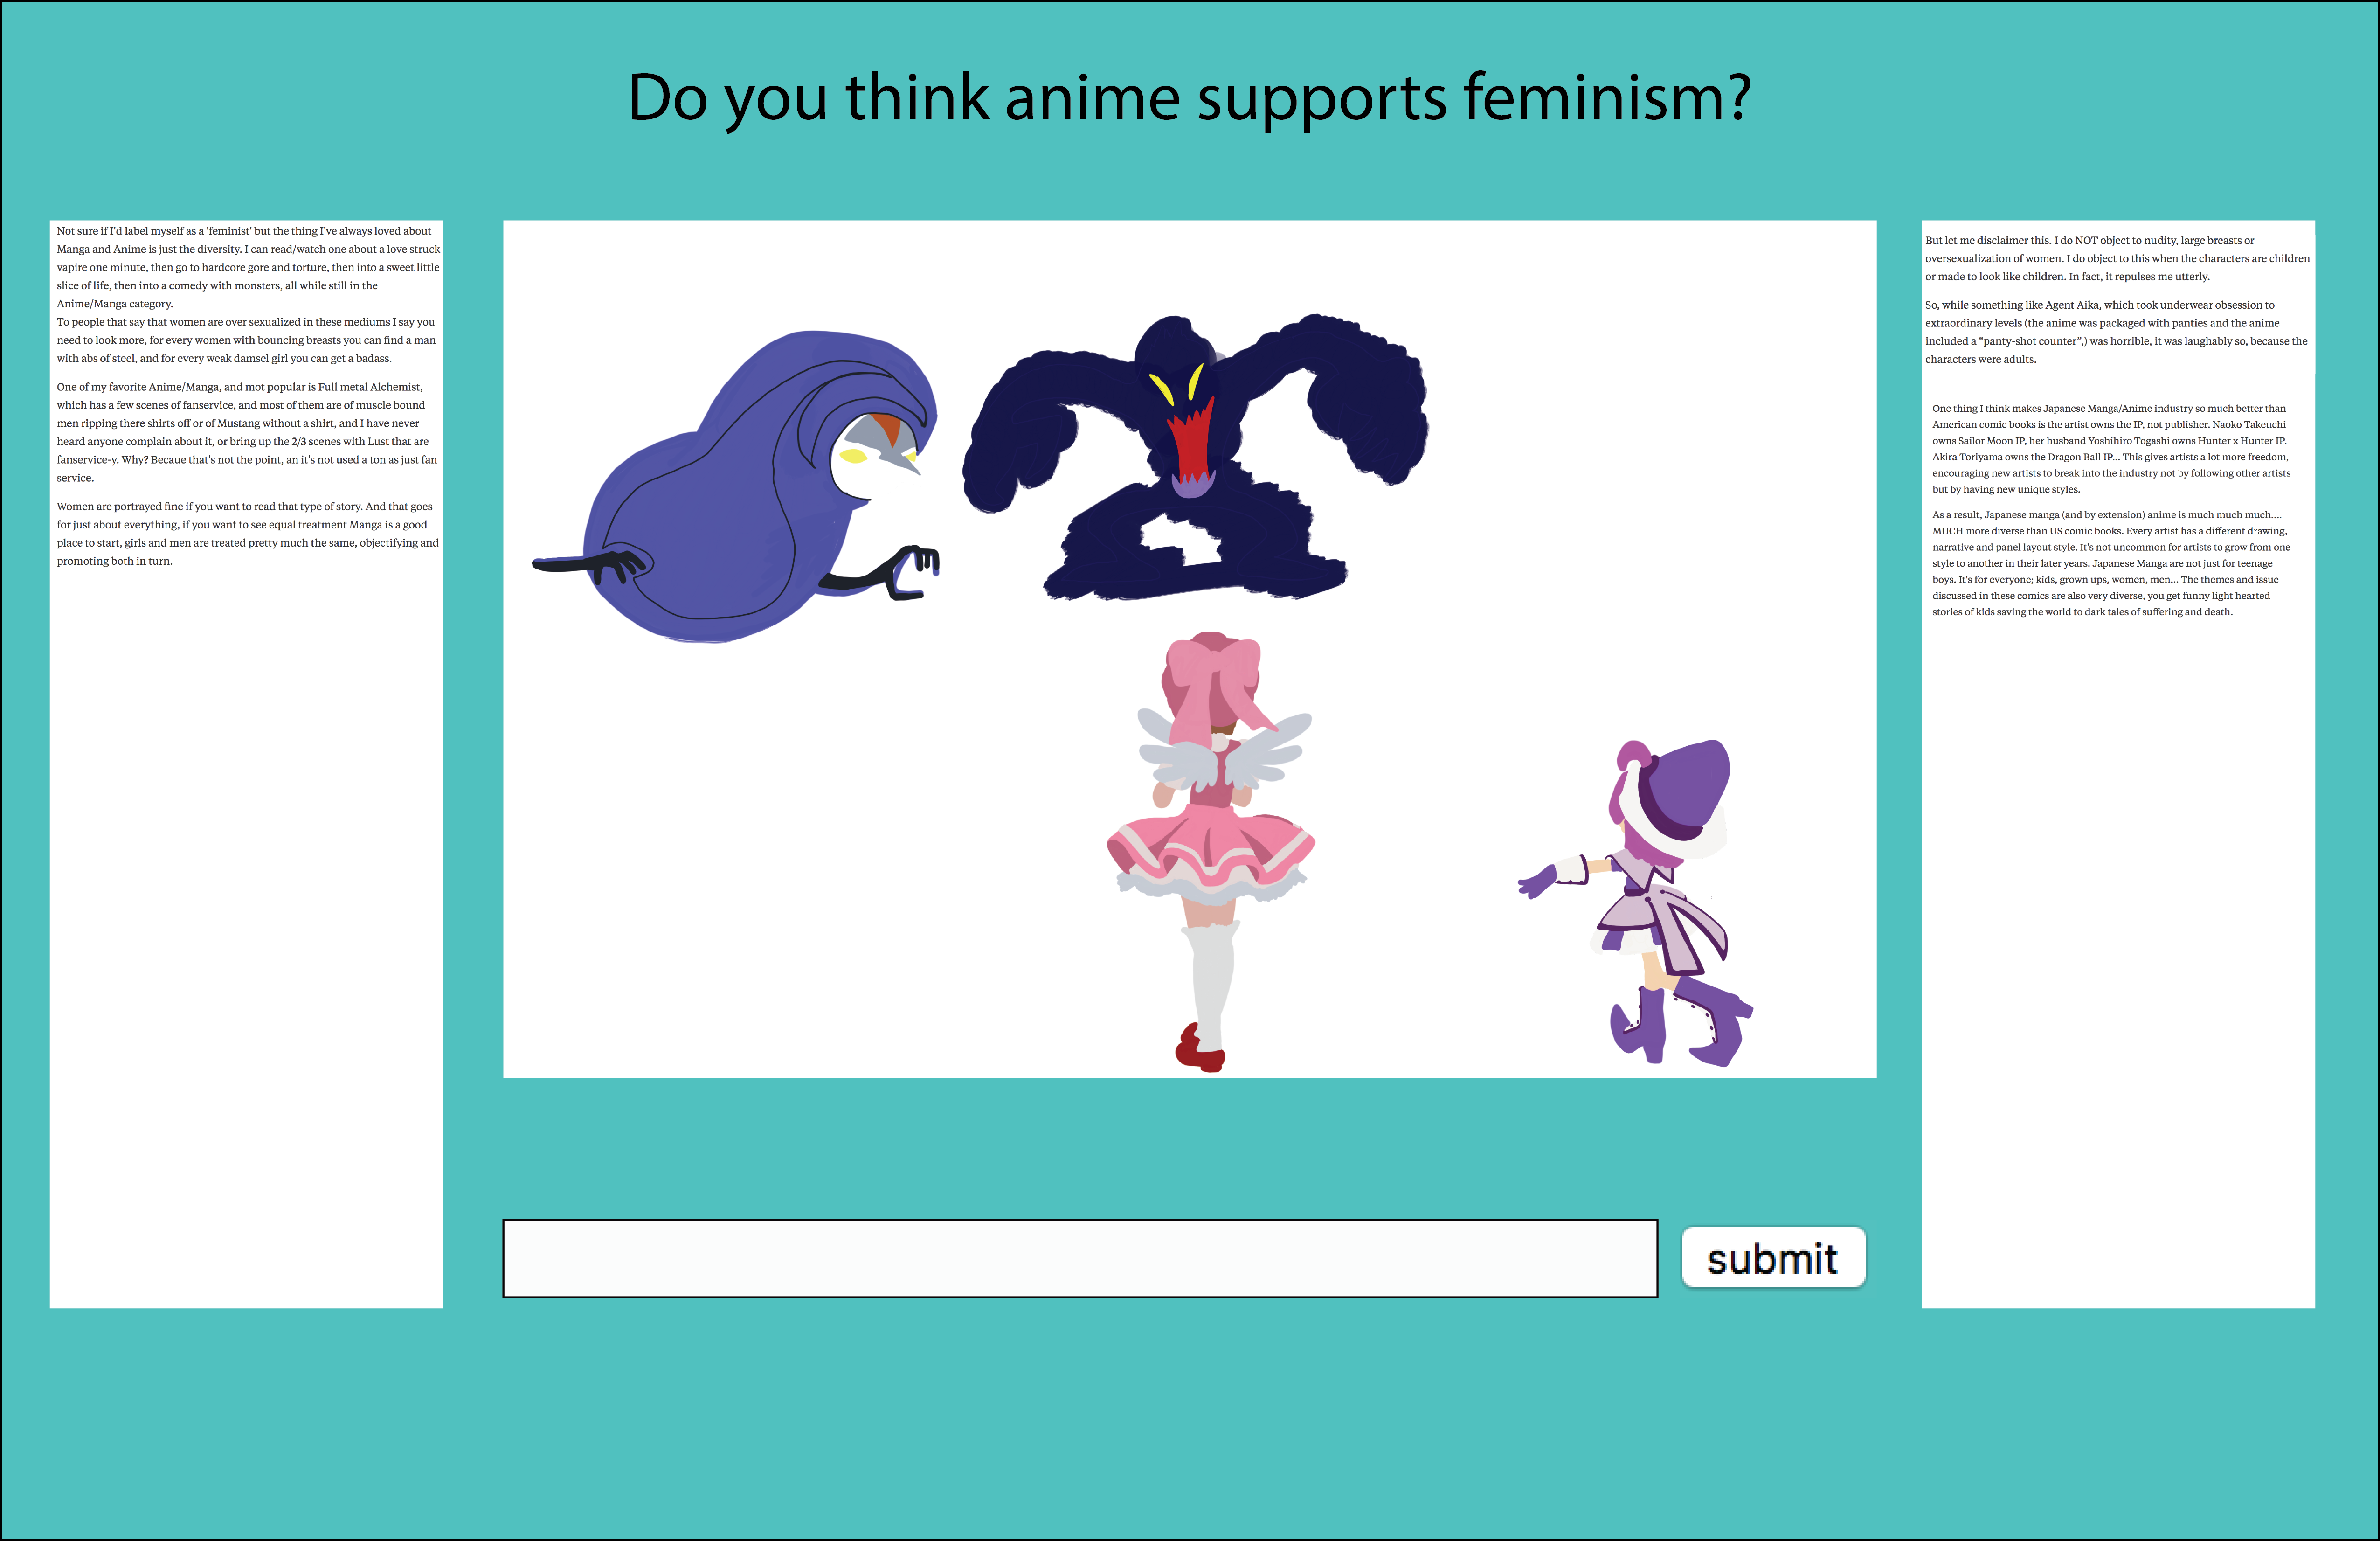 Do you think anime supports feminism?
Not sure if I'd label myself as a 'feminist' but the thing I've always loved about
Manga and Anime is just the diversity. I can read/watch one about a love struck
vapire one minute, then go to hardcore gore and torture, then into a sweet little
slice of life, then into a comedy with monsters, all while still in the
Anime/Manga category.
To people that say that women are over sexualized in these mediums I say you
need to look more, for every women with bouncing breasts you can find a man
with abs of steel, and for every weak damsel girl you can get a badass.
One of my favorite Anime/Manga, and mot popular is Full metal Alchemist,
which has a few scenes of fanservice, and most of them are of muscle bound
men ripping there shirts off or of Mustang without a shirt, and I have never
heard anyone complain about it, or bring up the 2/3 scenes with Lust that are
fanservice-y. Why? Becaue that's not the point, an it's not used a ton as just fan
service.
Women are portrayed fine if you want to read that type of story. And that goes
for just about everything, if you want to see equal treatment Manga is a good
place to start, girls and men are treated pretty much the same, objectifying and
promoting both in turn.
But let me disclaimer this. I do NOT object to nudity, large breasts or
oversexualization of women. I do object to this when the characters are children
or made to look like children. In fact, it repulses me utterly.
So, while something like Agent Aika, which took underwear obsession to
extraordinary levels (the anime was packaged with panties and the anime
included a “panty-shot counter”,) was horrible, it was laughably so, because the
characters were adults.
One thing I think makes Japanese Manga/Anime industry so much better than
American comic books is the artist owns the IP, not publisher. Naoko Takeuchi
owns Sailor Moon IP, her husband Yoshihiro Togashi owns Hunter x Hunter IP.
Akira Toriyama owns the Dragon Ball IP... This gives artists a lot more freedom,
encouraging new artists to break into the industry not by following other artists
but by having new unique styles.
As a result, Japanese manga (and by extension) anime is much much much....
MUCH more diverse than US comic books. Every artist has a different drawing,
narrative and panel layout style. It's not uncommon for artists to grow from one
style to another in their later years. Japanese Manga are not just for teenage
boys. It's for everyone; kids, grown ups, women, men... The themes and issue
discussed in these comics are also very diverse, you get funny light hearted
stories of kids saving the world to dark tales of suffering and death.
submit